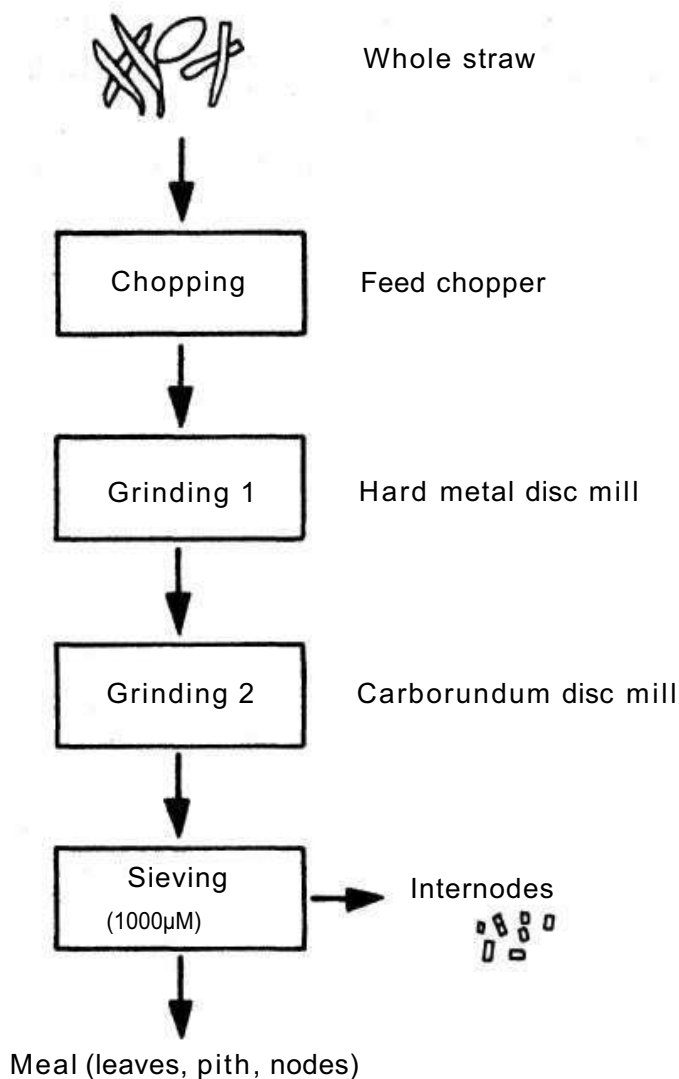 Whole straw
Chopping
Feed chopper
Grinding 1
Hard metal disc mill
Grinding 2
Carborundum disc mill
Sieving
(1000µM)
Internodes
Meal (leaves, pith, nodes)